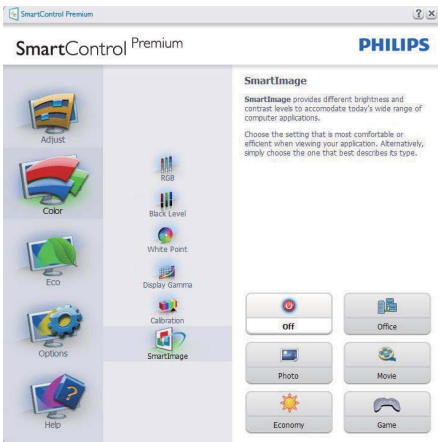 SmartControl Premium
? x
SmartControl Premium
PHILIPS
Adjust
Color
Eco
Options
Help
RGB
Black Level
White Point
Display Gamma
Calibration
SmartImage
SmartImage
SmartImage provides different brightness and
contrast levels to accomodate today's wide range of
computer applications.
Choose the setting that is most comfortable or
efficient when viewing your application. Alternatively,
simply choose the one that best describes its type.
Off
Office
Photo
Movie
Economy
Game